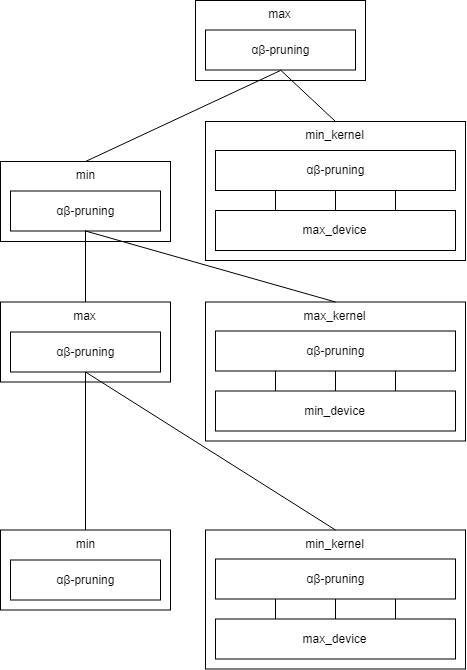 max
αβ-pruning
min_kernel
αβ-pruning
max_device
min
αβ-pruning
max
αβ-pruning
max_kernel
αβ-pruning
min_device
min
αβ-pruning
min_kernel
αβ-pruning
max_device